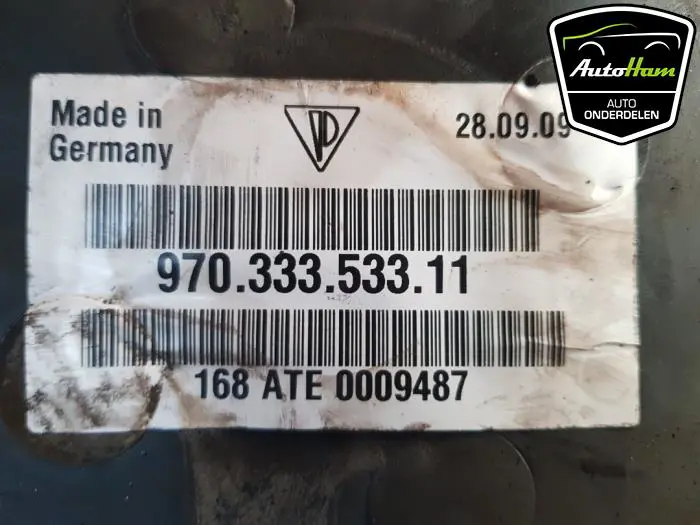 Made in
Germany
28.09.09
970.333.533.11
168 ATE 0009487
AutoHam
AUTO
ONDERDELEN